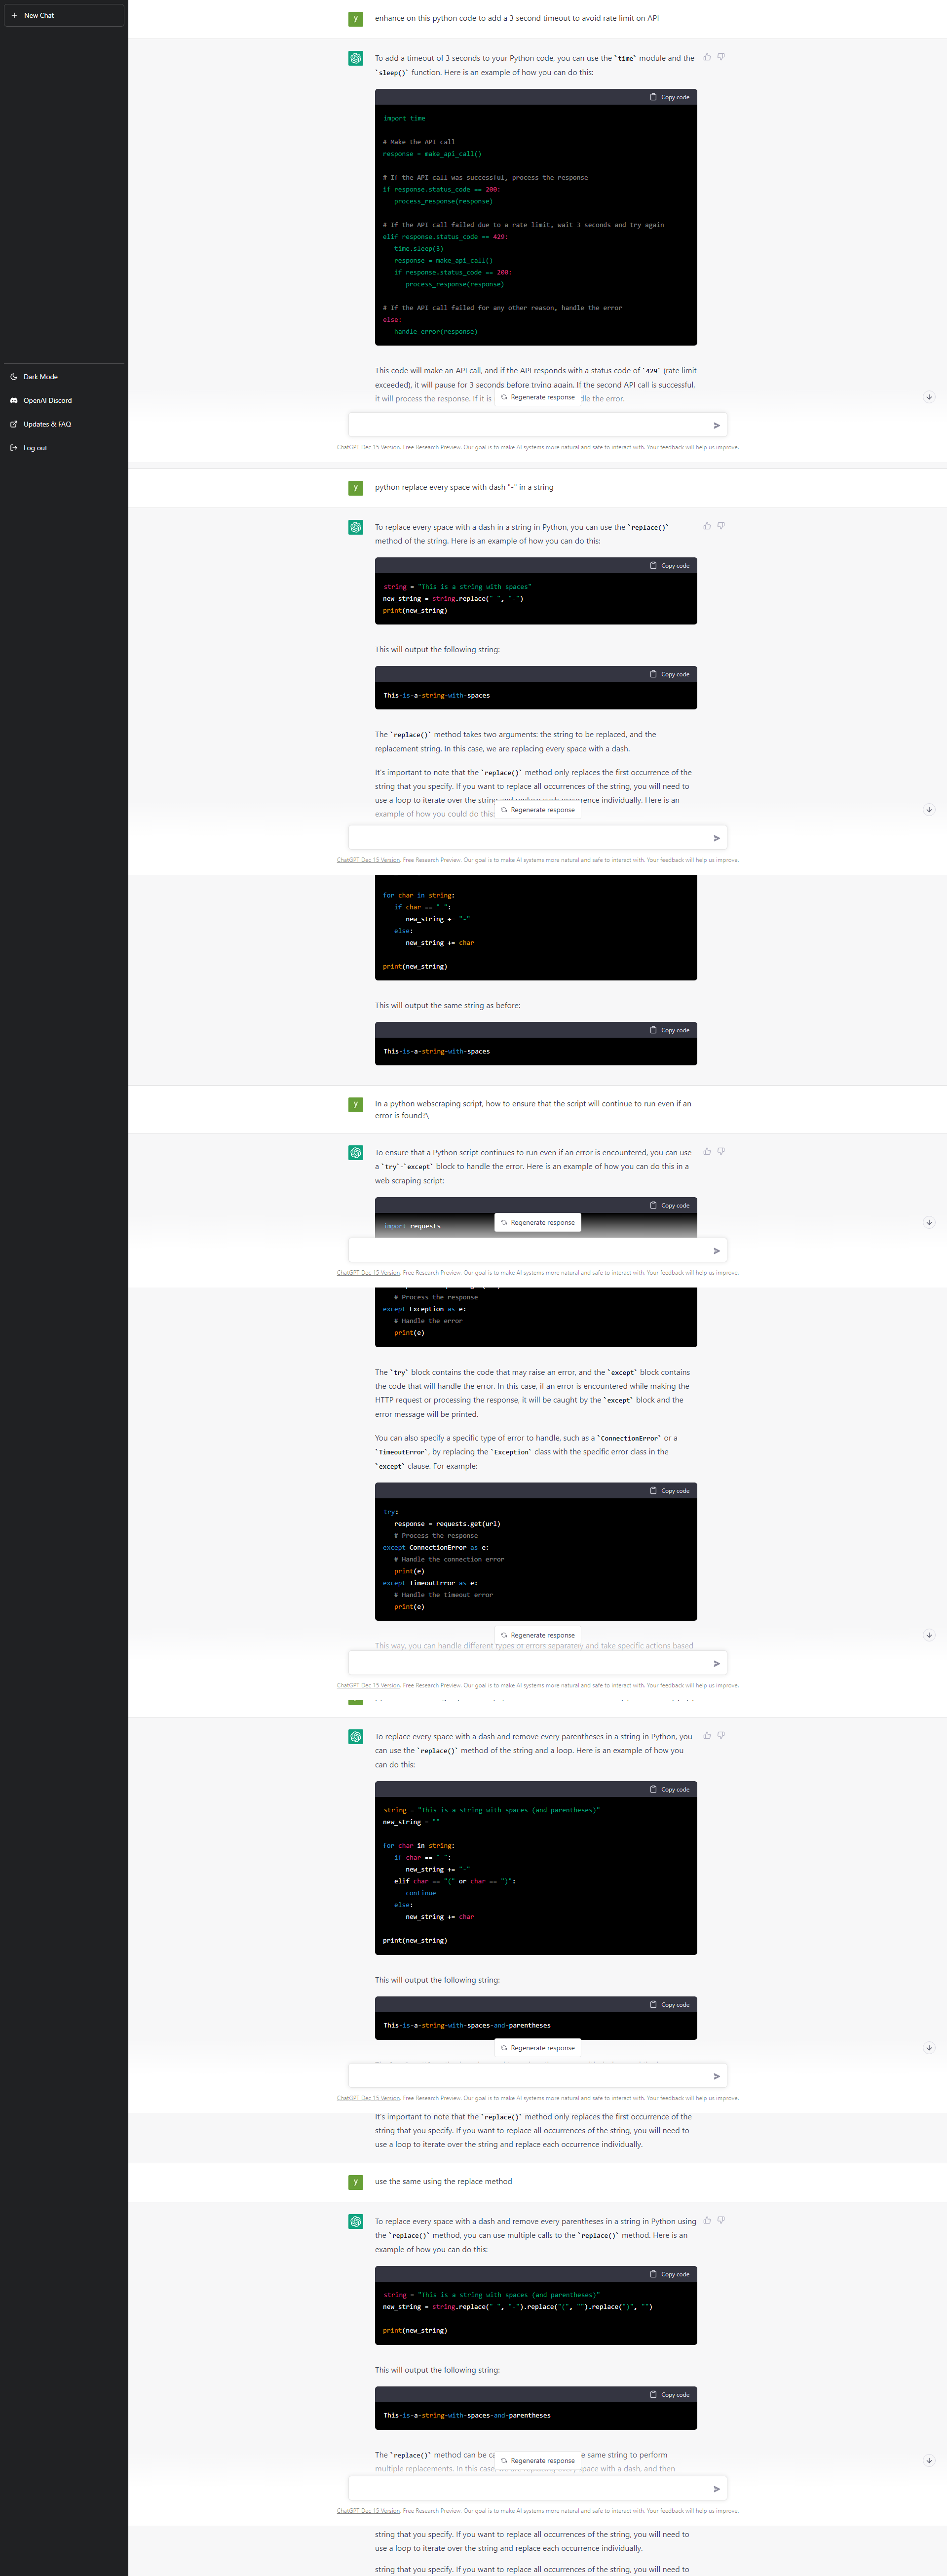 New Chat
Dark Mode
OpenAI Discord
Updates & FAQ
Log out
y
enhance on this python code to add a 3 second timeout to avoid rate limit on API
To add a timeout of 3 seconds to your Python code, you can use the `time` module and the
`sleep()` function. Here is an example of how you can do this:
Copy code
import time
# Make the API call
response = make_api_call()
# If the API call was successful, process the response
if response.status_code == 200:
process_response(response)
# If the API call failed due to a rate limit, wait 3 seconds and try again
elif response.status_code == 429:
time.sleep(3)
response = make_api_call()
if response.status_code == 200:
process_response(response)
# If the API call failed for any other reason, handle the error
else:
handle_error(response)
This code will make an API call, and if the API responds with a status code of `429` (rate limit
exceeded), it will pause for 3 seconds before trying again. If the second API call is successful,
it will process the response. If it is
Regenerate response
dle the error.
ChatGPT Dec 15 Version. Free Research Preview. Our goal is to make AI systems more natural and safe to interact with. Your feedback will help us improve.
y
python replace every space with dash "-" in a string
To replace every space with a dash in a string in Python, you can use the `replace()`
method of the string. Here is an example of how you can do this:
Copy code
string = "This is a string with spaces"
new_string = string.replace(" ", "-")
print(new_string)
This will output the following string:
Copy code
This-is-a-string-with-spaces
The `replace()` method takes two arguments: the string to be replaced, and the
replacement string. In this case, we are replacing every space with a dash.
It's important to note that the `replace()` method only replaces the first occurrence of the
string that you specify. If you want to replace all occurrences of the string, you will need to
use a loop to iterate over the string and replace each occurrence individually. Here is an
example of how you could do this:
Regenerate response
ChatGPT Dec 15 Version. Free Research Preview. Our goal is to make AI systems more natural and safe to interact with. Your feedback will help us improve.
for char in string:
if char == " ":
new_string += "-"
else:
new_string += char
print(new_string)
This will output the same string as before:
Copy code
This-is-a-string-with-spaces
y
In a python webscraping script, how to ensure that the script will continue to run even if an
error is found?\
To ensure that a Python script continues to run even if an error is encountered, you can use
a `try`-`except` block to handle the error. Here is an example of how you can do this in a
web scraping script:
Copy code
import requests
Regenerate response
ChatGPT Dec 15 Version. Free Research Preview. Our goal is to make AI systems more natural and safe to interact with. Your feedback will help us improve.
# Process the response
except Exception as e:
# Handle the error
print(e)
The `try` block contains the code that may raise an error, and the `except` block contains
the code that will handle the error. In this case, if an error is encountered while making the
HTTP request or processing the response, it will be caught by the `except` block and the
error message will be printed.
You can also specify a specific type of error to handle, such as a `ConnectionError` or a
`TimeoutError`, by replacing the `Exception` class with the specific error class in the
`except` clause. For example:
Copy code
try:
response = requests.get(url)
# Process the response
except ConnectionError as e:
# Handle the connection error
print(e)
except TimeoutError as e:
# Handle the timeout error
print(e)
Regenerate response
This way, you can handle different types of errors separately and take specific actions based
ChatGPT Dec 15 Version. Free Research Preview. Our goal is to make AI systems more natural and safe to interact with. Your feedback will help us improve.
To replace every space with a dash and remove every parentheses in a string in Python, you
can use the `replace()` method of the string and a loop. Here is an example of how you
can do this:
Copy code
string = "This is a string with spaces (and parentheses)"
new_string = ""
for char in string:
if char == " ":
new_string += "-"
elif char == "(" or char == ")":
continue
else:
new_string += char
print(new_string)
This will output the following string:
Copy code
This-is-a-string-with-spaces-and-parentheses
Regenerate response
ChatGPT Dec 15 Version. Free Research Preview. Our goal is to make AI systems more natural and safe to interact with. Your feedback will help us improve.
It's important to note that the `replace()` method only replaces the first occurrence of the
string that you specify. If you want to replace all occurrences of the string, you will need to
use a loop to iterate over the string and replace each occurrence individually.
y
use the same using the replace method
To replace every space with a dash and remove every parentheses in a string in Python using
the `replace()` method, you can use multiple calls to the `replace()` method. Here is an
example of how you can do this:
Copy code
string = "This is a string with spaces (and parentheses)"
new_string = string.replace(" ", "-").replace("(", "").replace(")", "")
print(new_string)
This will output the following string:
Copy code
This-is-a-string-with-spaces-and-parentheses
The `replace()` method can be ca
Regenerate response
e same string to perform
multiple replacements. In this case, we are replacing every space with a dash, and then
ChatGPT Dec 15 Version. Free Research Preview. Our goal is to make AI systems more natural and safe to interact with. Your feedback will help us improve.
string that you specify. If you want to replace all occurrences of the string, you will need to
use a loop to iterate over the string and replace each occurrence individually.
string that you specify. If you want to replace all occurrences of the string, you will need to